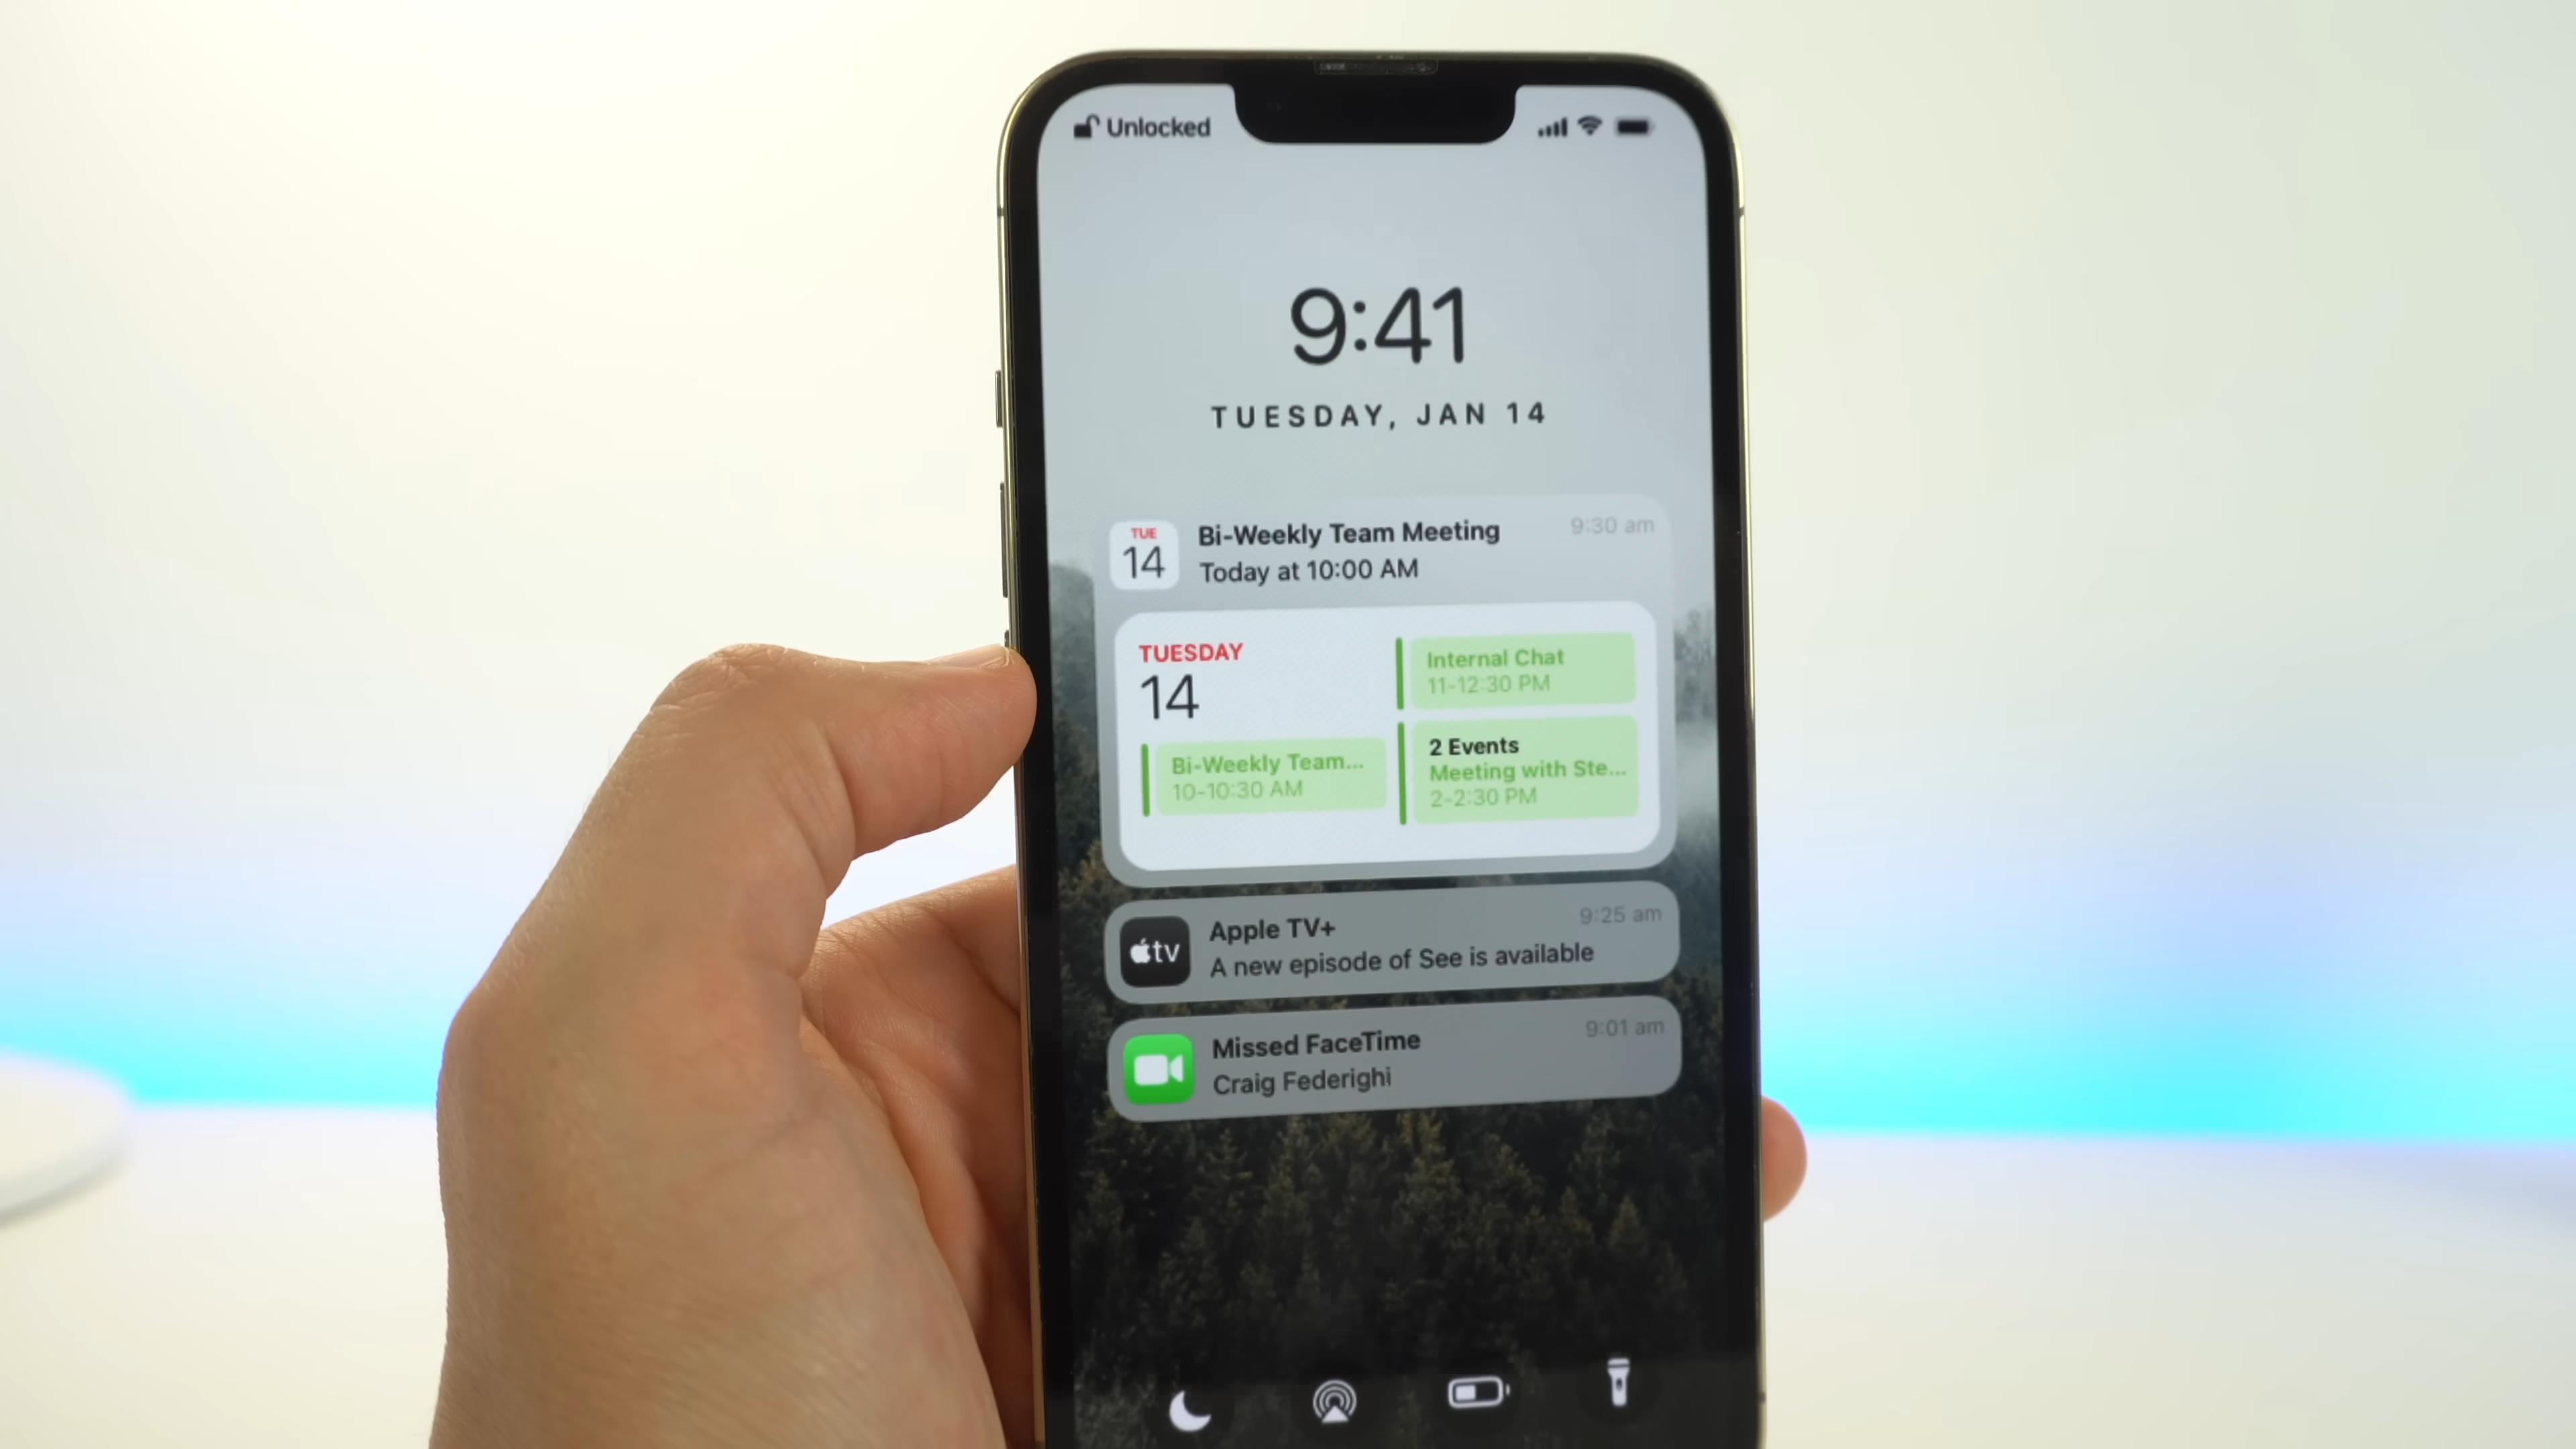 Unlocked
9:41
TUESDAY, JAN 14
TUE
14
Bi-Weekly Team Meeting
9:30 am
Today at 10:00 AM
TUESDAY
14
Bi-Weekly Team...
10-10:30 AM
Internal Chat
11-12:30 PM
2 Events
Meeting with Ste...
2-2:30 PM
tv
Apple TV+
9:25 am
A new episode of See is available
Missed FaceTime
9:01 am
Craig Federighi